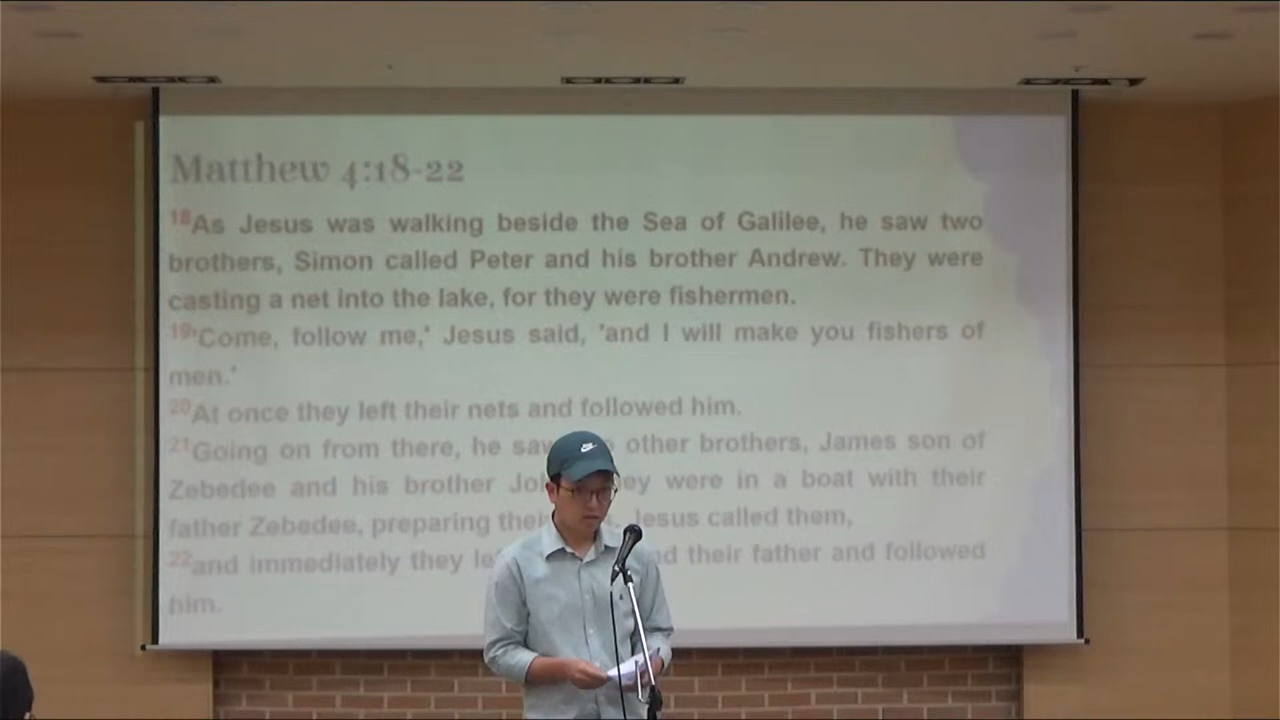 Matthew 4:18-22
18As Jesus was walking beside the Sea of Galilee, he saw two
brothers, Simon called Peter and his brother Andrew. They were
casting a net into the lake, for they were fishermen.
19'Come, follow me,' Jesus said, 'and I will make you fishers of
men.'
20At once they left their nets and followed him.
21Going on from there, he saw other brothers, James son of
Zebedee and his brother were in a boat with their
father Zebedee, preparing Jesus called them,
22and immediately they their father and followed
him.